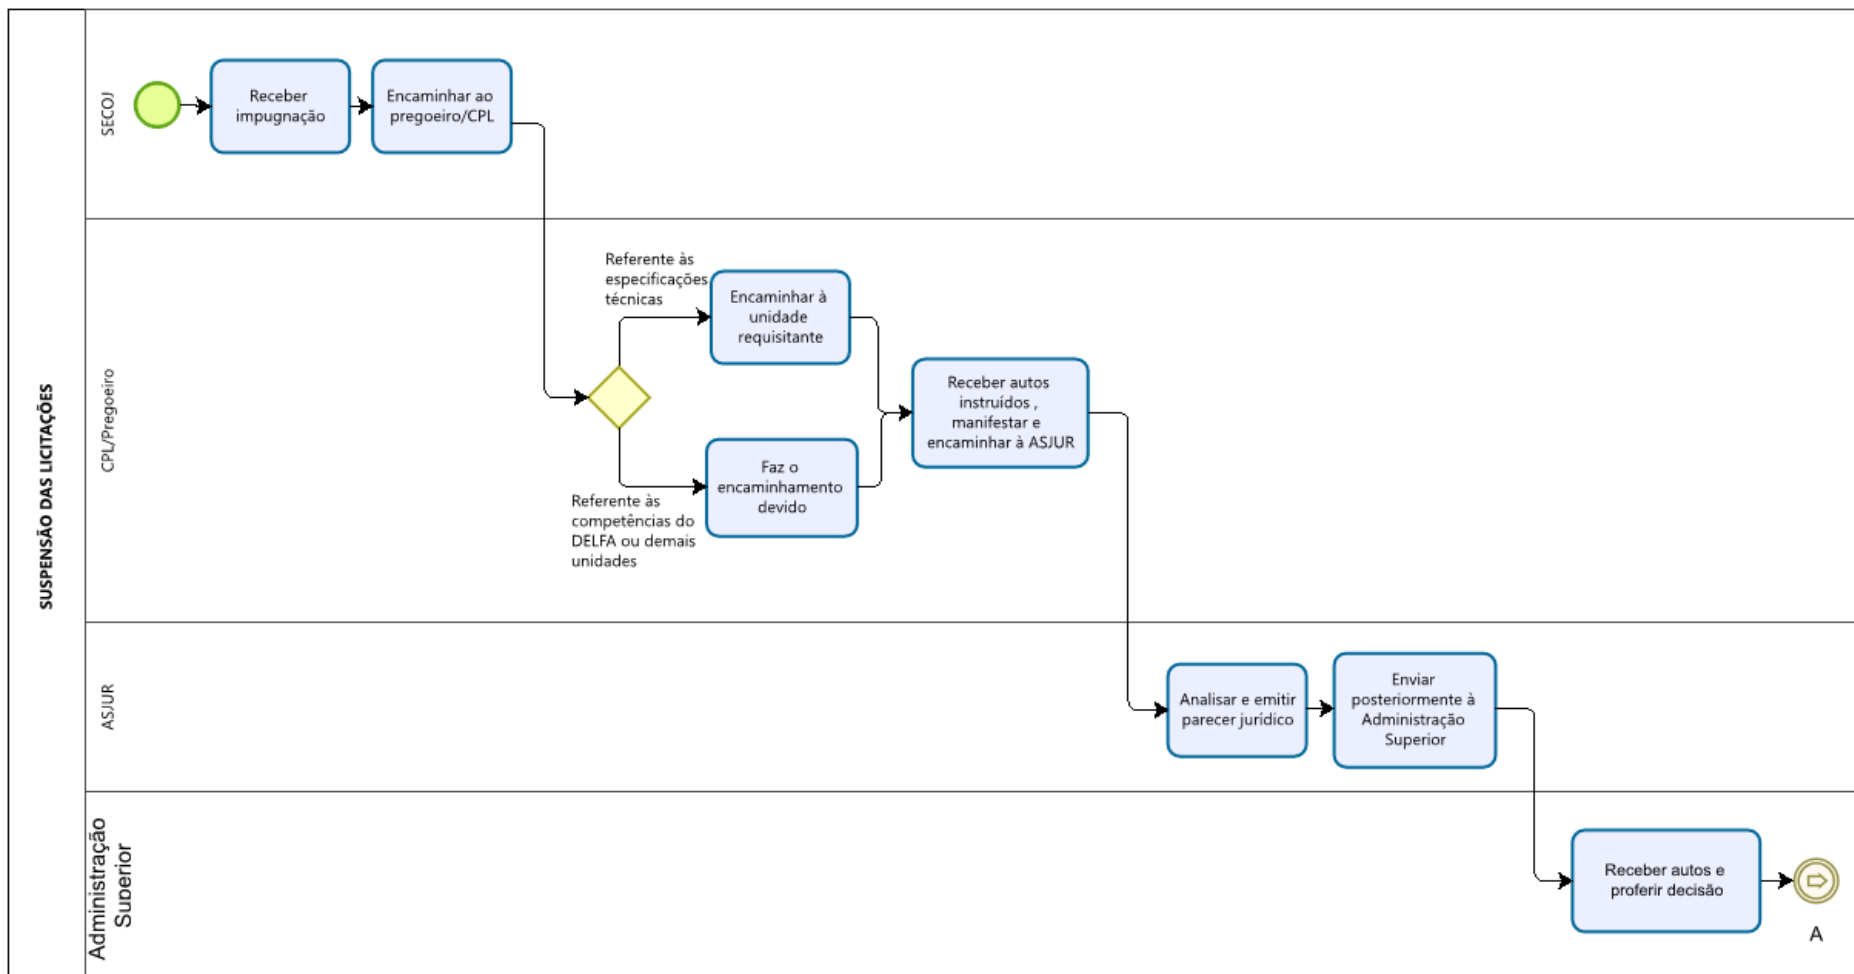 SUSPENSÃO DAS LICITAÇÕES
SECOJ
Receber
impugnação
Encaminhar ao
pregoeiro/CPL
CPL/Pregoeiro
Referente às
especificações
técnicas
Encaminhar à
unidade
requisitante
Referente às
competências do
DELFA ou demais
unidades
Faz o
encaminhamento
devido
Receber autos
instruídos ,
manifestar e
encaminhar à ASJUR
ASJUR
Analisar e emitir
parecer jurídico
Enviar
posteriormente à
Administração
Superior
Administração
Superior
Receber autos e
proferir decisão
A